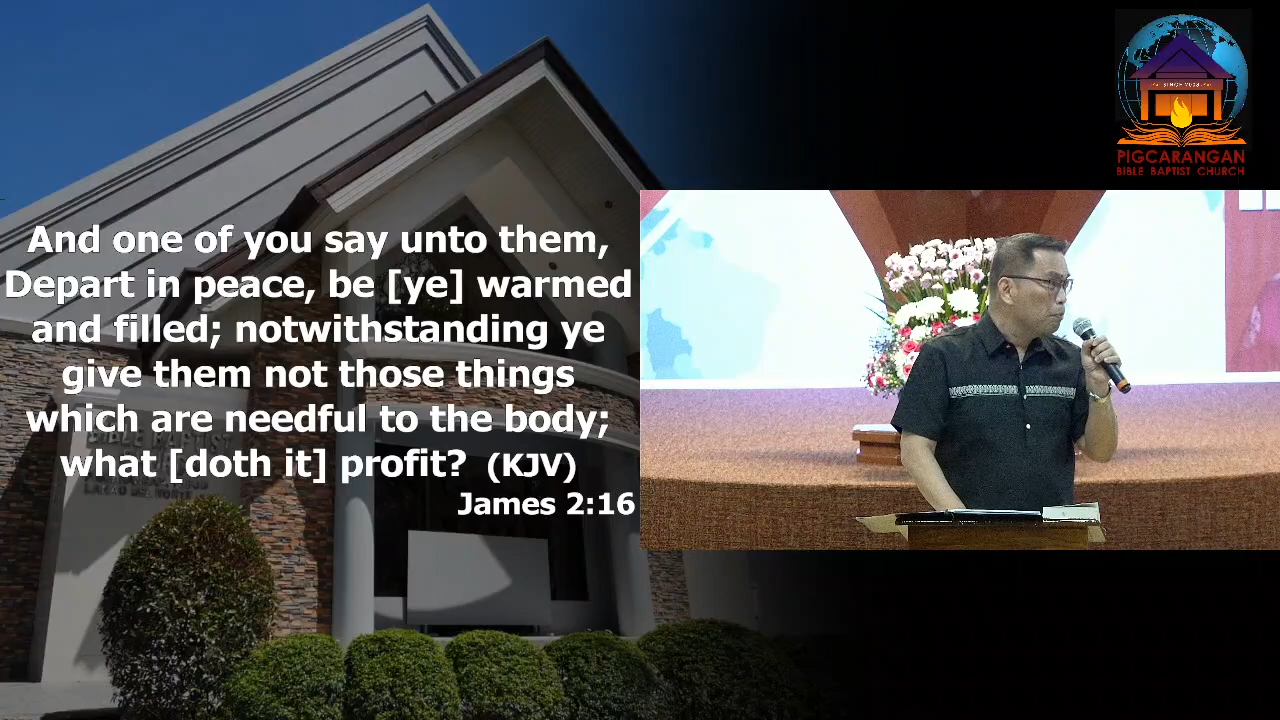 And one of you say unto them,
Depart in peace, be [ye] warmed
and filled; notwithstanding ye
give them not those things
which are needful to the body;
what [doth it] profit? (KJV)
James 2:16
PIGCARANGAN
BIBLE BAPTIST CHURCH
BIBLE BAPTIST